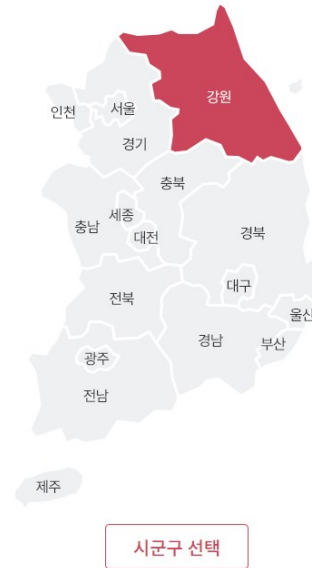 강원
인천
서울
경기
충북
세종
충남
대전
경북
대구
전북
울산
경남
부산
광주
전남
제주
시군구 선택